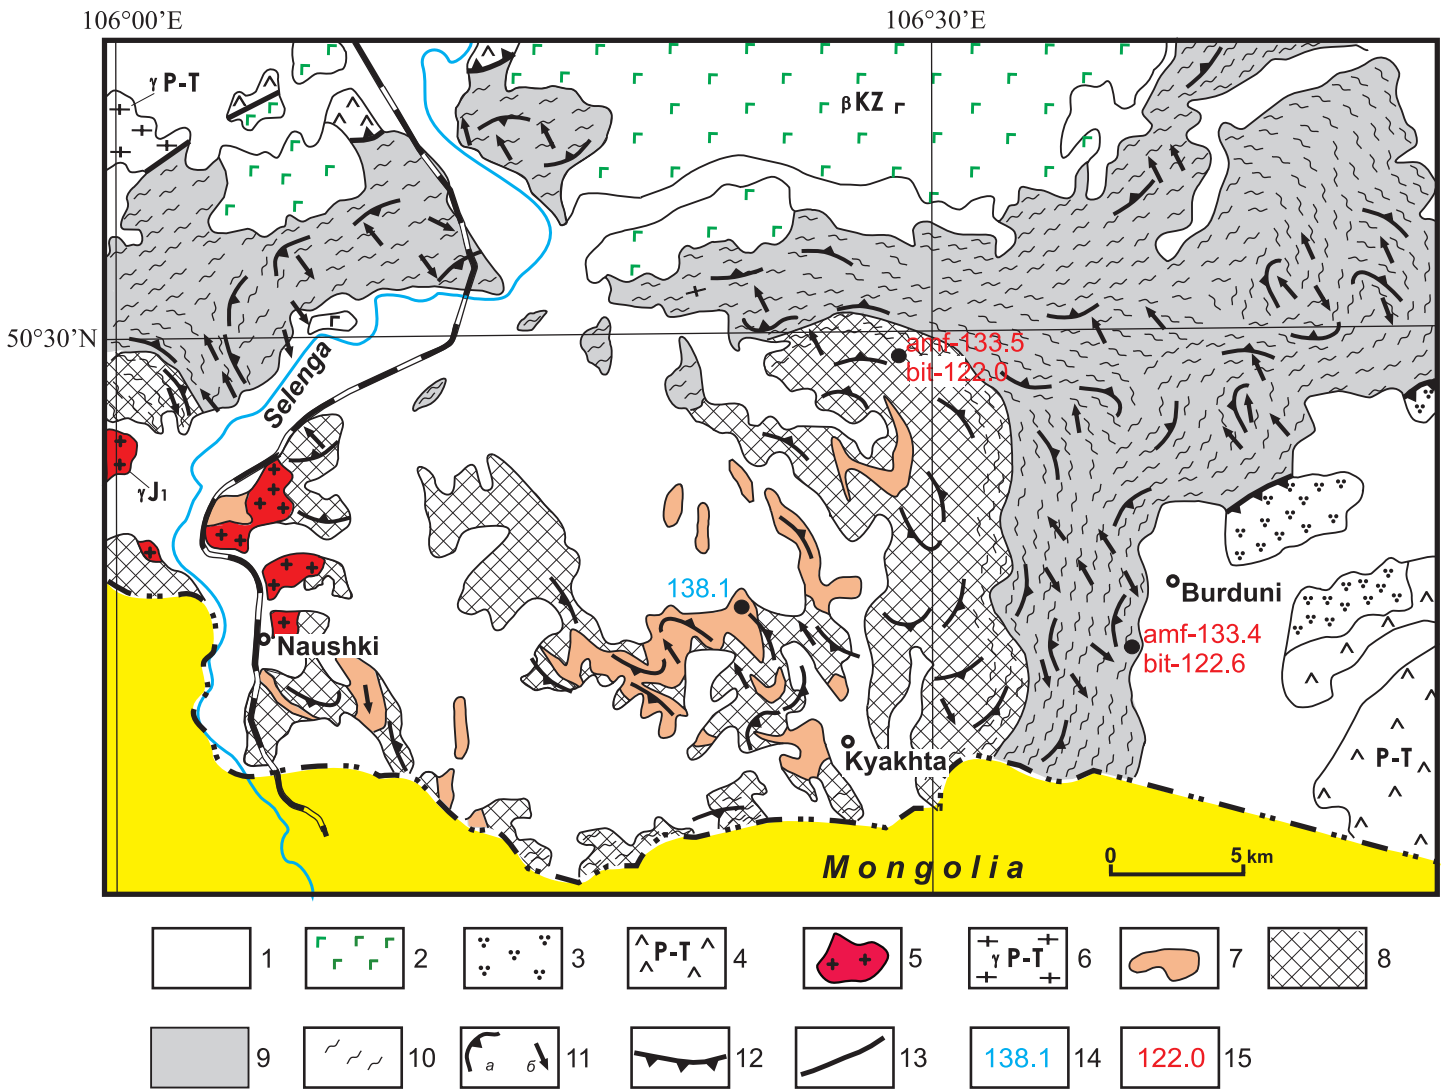 106°00’E 106°30’E
γ P-T
β KZ
50°30’N
amf-133.5
bit-122.0
Selenga
γJ1
138.1
Burduni
Naushki
amf-133.4
bit-122.6
Kyakhta
P-T
Mongolia
0 5 km
1 2 3 P-T 4 5 γ P-T 6 7 8
9 10 а б 11 12 13 138.1 14 122.0 15